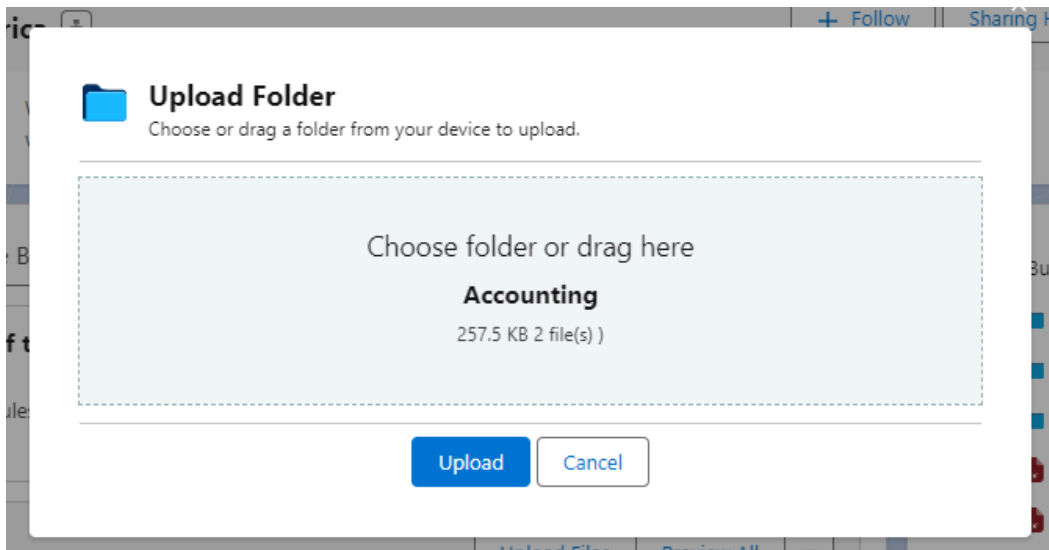 Follow
Sharing
Upload Folder
Choose or drag a folder from your device to upload.
Choose folder or drag here
Accounting
257.5 KB 2 file(s) )
Upload
Cancel